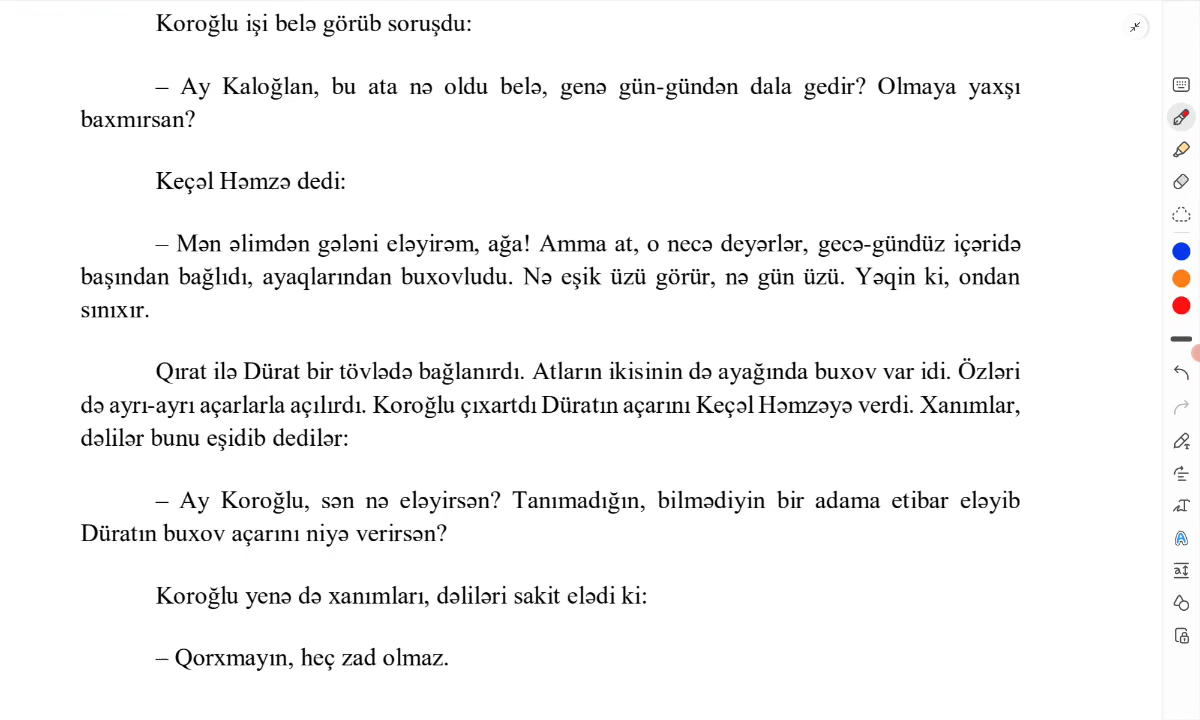 Koroğlu işi belə görüb soruşdu:
– Ay Kaloğlan, bu ata nə oldu belə, genə gün-gündən dala gedir? Olmaya yaxşı
baxmırsan?
Keçəl Həmzə dedi:
– Mən əlimdən gələni eləyirəm, ağa! Amma at, o necə deyərlər, gecə-gündüz içəridə
başından bağlıdı, ayaqlarından buxovludu. Nə eşik üzü görür, nə gün üzü. Yəqin ki, ondan
sınıxır.
Qırat ilə Dürat bir tövlədə bağlanırdı. Atların ikisinin də ayağında buxov var idi. Özləri
də ayrı-ayrı açarlarla açılırdı. Koroğlu çıxartdı Düratın açarını Keçəl Həmzəyə verdi. Xanımlar,
dəlilər bunu eşidib dedilər:
– Ay Koroğlu, sən nə eləyirsən? Tanımadığın, bilmədiyin bir adama etibar eləyib
Düratın buxov açarını niyə verirsən?
Koroğlu yenə də xanımları, dəliləri sakit elədi ki:
– Qorxmayın, heç zad olmaz.